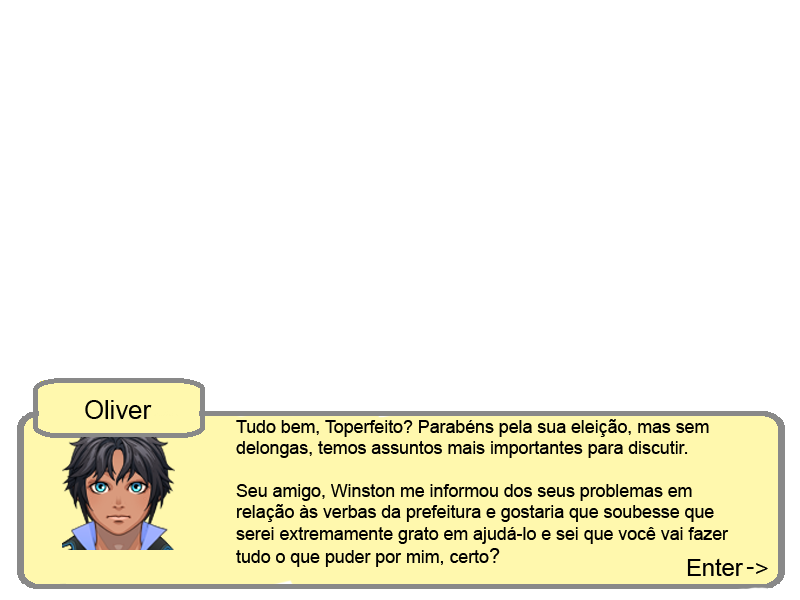 Oliver
Tudo bem, Toperfeito? Parabéns pela sua eleição, mas sem
delongas, temos assuntos mais importantes para discutir.
Seu amigo, Winston me informou dos seus problemas em
relação às verbas da prefeitura e gostaria que soubesse que
serei extremamente grato em ajudá-lo e sei que você vai fazer
tudo o que puder por mim, certo?
Enter->